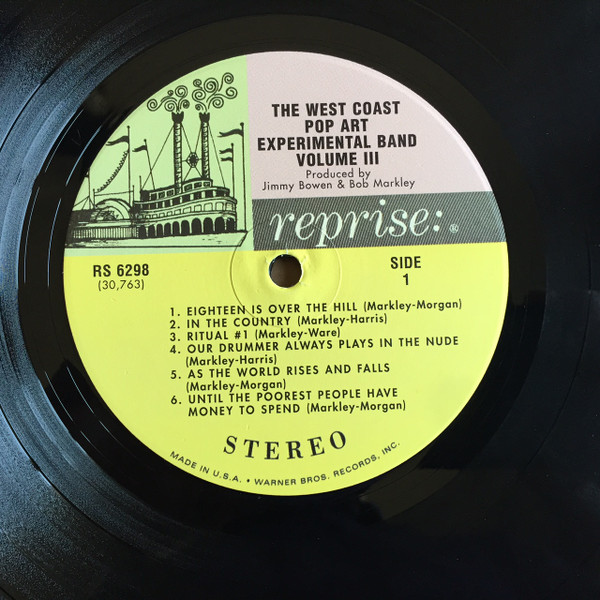 THE WEST COAST
POP ART
EXPERIMENTAL BAND
VOLUME III
Produced by
Jimmy Bowen & Bob Markley
reprise:®
RS 6298
(30,763)
SIDE
1
1. EIGHTEEN IS OVER THE HILL (Markley-Morgan)
2. IN THE COUNTRY (Markley-Harris)
3. RITUAL #1 (Markley-Ware)
4. OUR DRUMMER ALWAYS PLAYS IN THE NUDE
(Markley-Harris)
5. AS THE WORLD RISES AND FALLS
(Markley-Morgan)
6. UNTIL THE POOREST PEOPLE HAVE
MONEY TO SPEND (Markley-Morgan)
STEREO
MADE IN U.S.A. • WARNER BROS. RECORDS, INC.